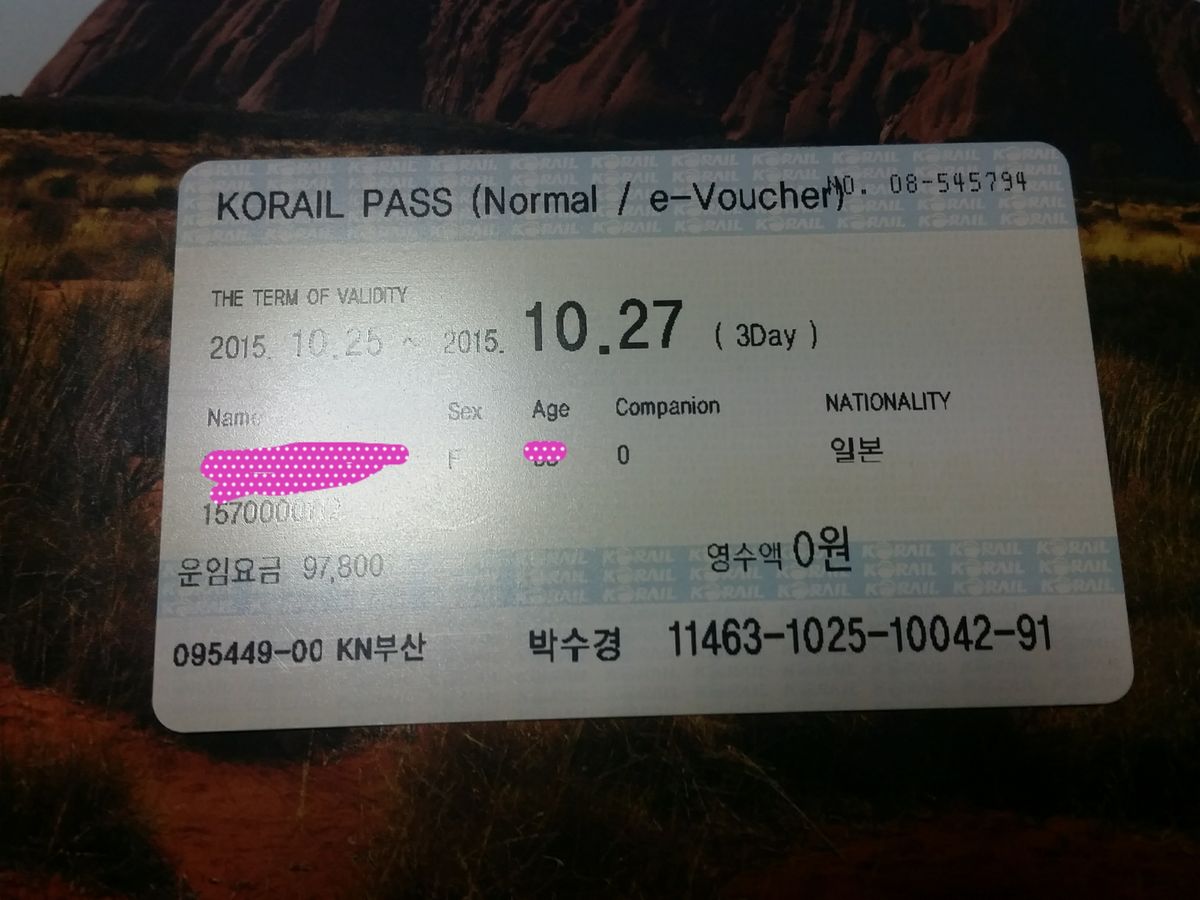 KORAIL PASS (Normal / e-Voucher) NO. 08-545794
THE TERM OF VALIDITY
2015. 10.25 ~ 2015. 10.27 ( 3Day )
Name Sex Age Companion NATIONALITY
F 0 일본
운임요금 97,800 영수액 0원
095449-00 KN부산 박수경 11463-1025-10042-91